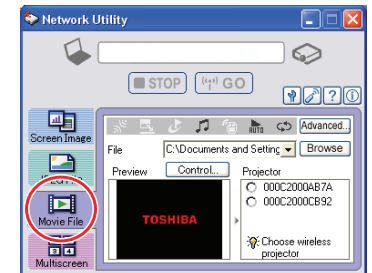 Network Utility
STOP
GO
Screen Image
AUTO
Advanced...
File
C:\Documents and Setting
Browse
Preview
Control...
Projector
000C2000AB7A
000C2000CB92
Movie File
TOSHIBA
Choose wireless
projector
Multiscreen